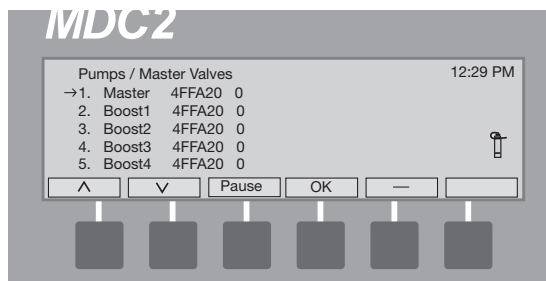 MDC2
Pumps / Master Valves 12:29 PM
→1. Master 4FFA20 0
2. Boost1 4FFA20 0
3. Boost2 4FFA20 0
4. Boost3 4FFA20 0
5. Boost4 4FFA20 0
Pause OK —